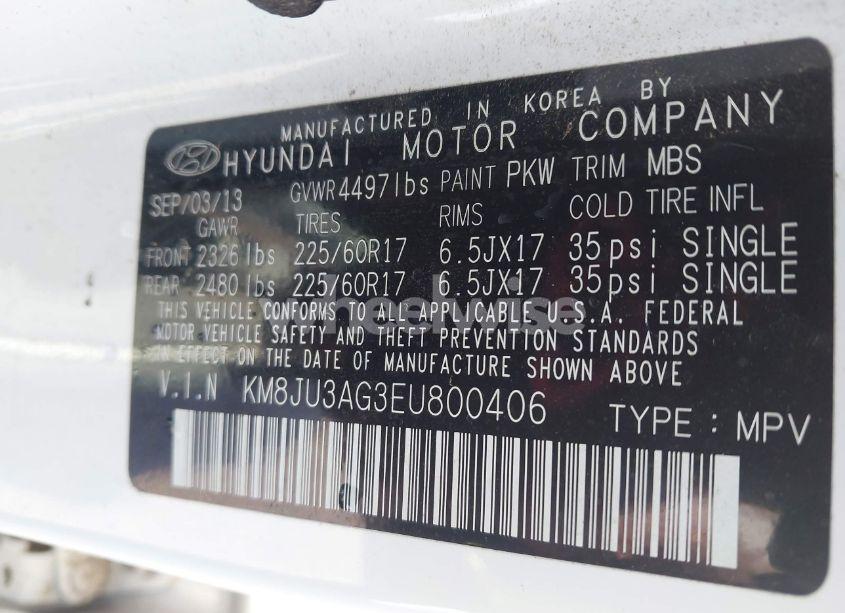 MANUFACTURED IN KOREA BY
HYUNDAI MOTOR COMPANY
SEP/03/13 GVWR 4497lbs PAINT PKW TRIM MBS
GAWR TIRES RIMS COLD TIRE INFL
FRONT 2326 lbs 225/60R17 6.5JX17 35psi SINGLE
REAR 2480 lbs 225/60R17 6.5JX17 35psi SINGLE
wheelwise
THIS VEHICLE CONFORMS TO ALL APPLICABLE U.S.A. FEDERAL
MOTOR VEHICLE SAFETY AND THEFT PREVENTION STANDARDS
IN EFFECT ON THE DATE OF MANUFACTURE SHOWN ABOVE
V.I.N KM8JU3AG3EU800406 TYPE : MPV